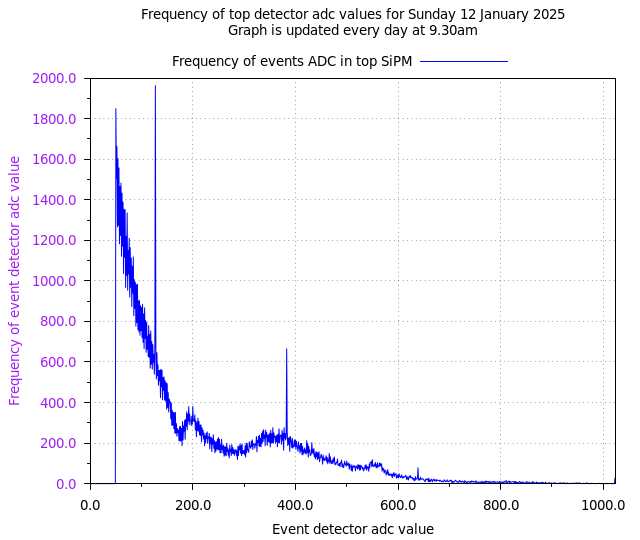 Frequency of top detector adc values for Sunday 12 January 2025
Graph is updated every day at 9.30am
Frequency of events ADC in top SiPM
2000.0
1800.0
1600.0
1400.0
1200.0
1000.0
800.0
600.0
400.0
200.0
0.0
Frequency of event detector adc value
0.0 200.0 400.0 600.0 800.0 1000.0
Event detector adc value